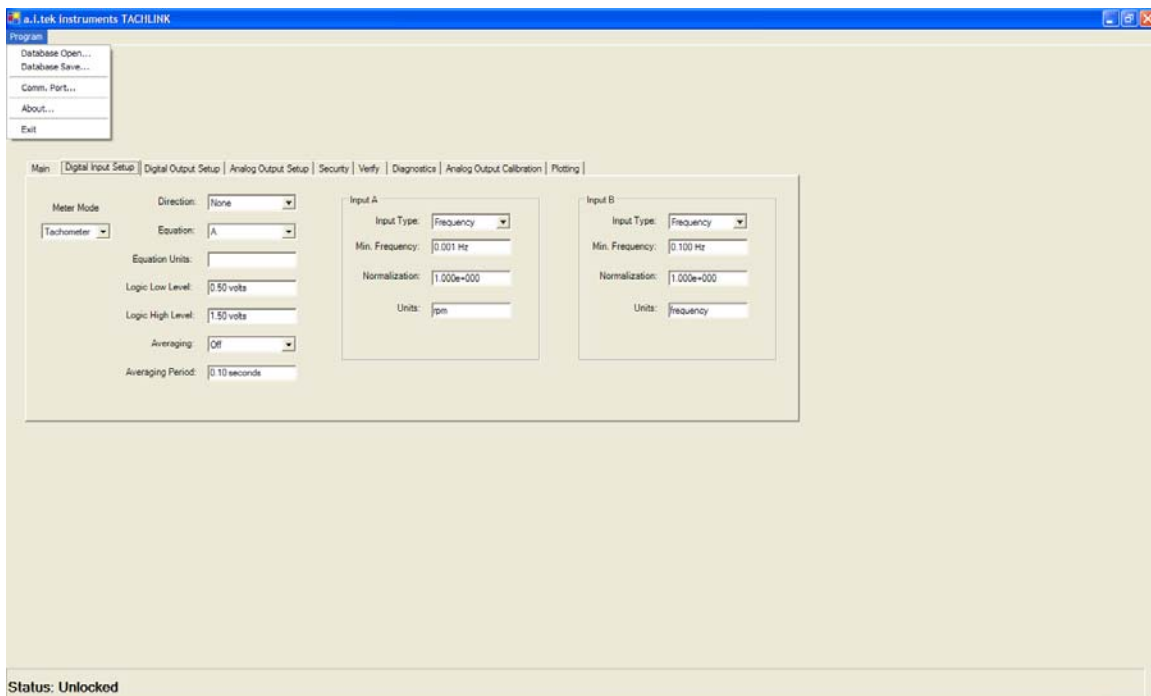 a.i.tek instruments TACHLINK
Program
Database Open...
Database Save...
Comm. Port...
About...
Exit
Main Digital Input Setup Digital Output Setup Analog Output Setup Security Verify Diagnostics Analog Output Calibration Plotting
Meter Mode
Tachometer
Direction: None
Equation: A
Equation Units:
Logic Low Level: 0.50 volts
Logic High Level: 1.50 volts
Averaging: Off
Averaging Period: 0.10 seconds
Input A
Input Type: Frequency
Min. Frequency: 0.001 Hz
Normalization: 1.000e+000
Units: rpm
Input B
Input Type: Frequency
Min. Frequency: 0.100 Hz
Normalization: 1.000e+000
Units: frequency
Status: Unlocked